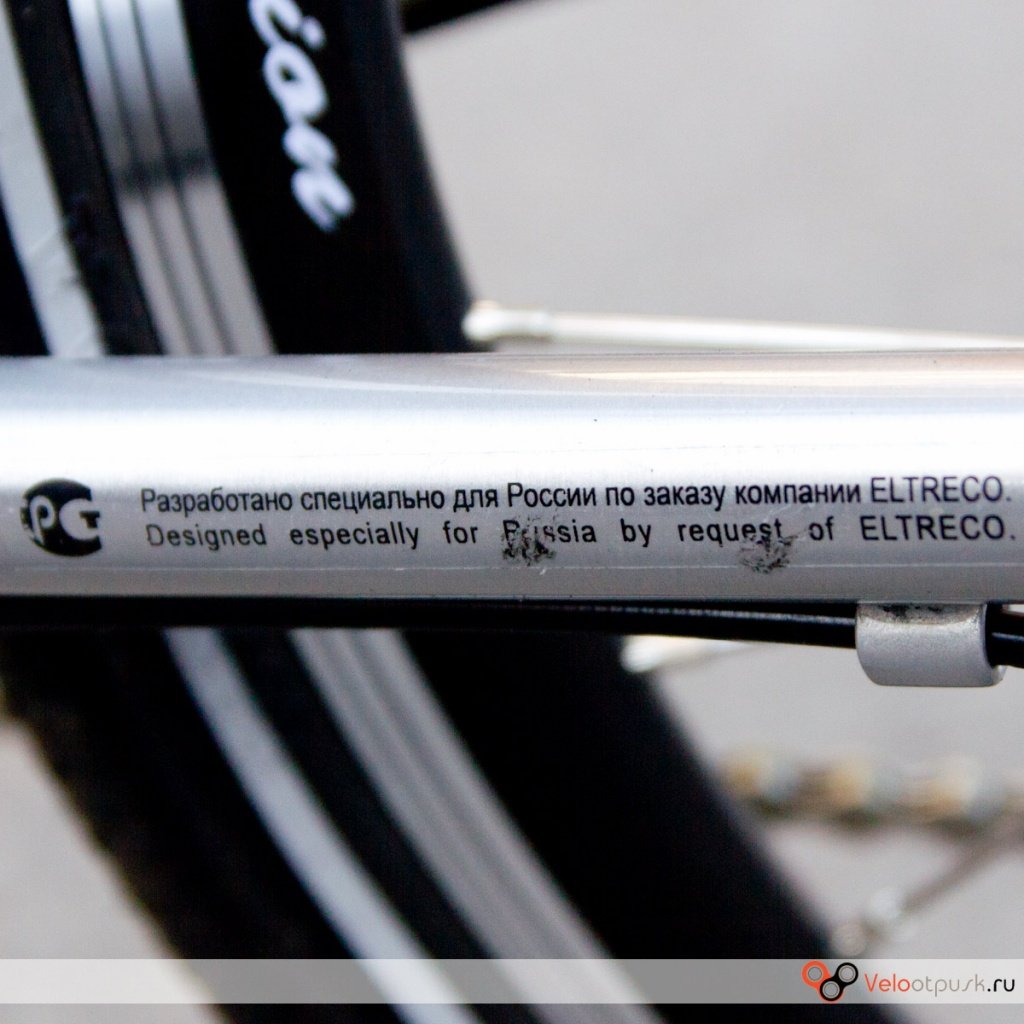 Разработано специально для России по заказу компании ELTRECO.
Designed especially for Russia by request of ELTRECO.
Velootpusk.ru